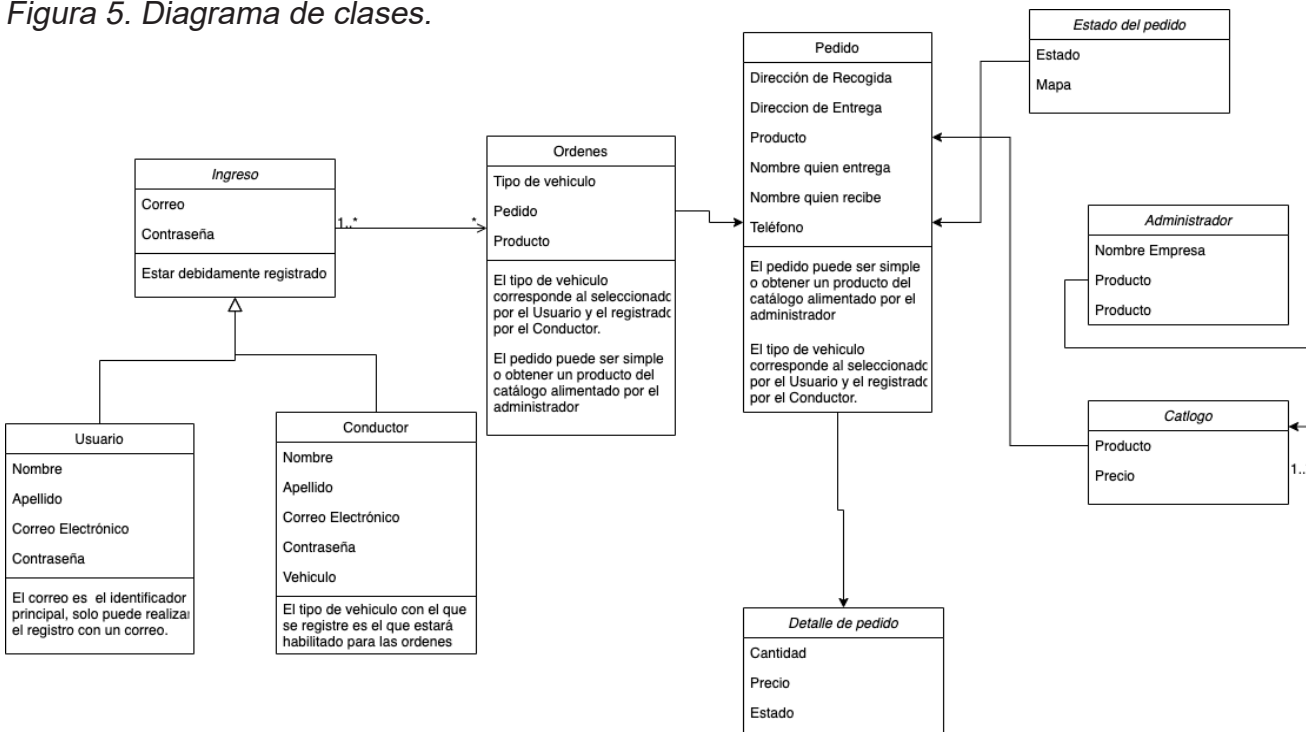 Figura 5. Diagrama de clases.
Estado del pedido
Estado
Mapa
Pedido
Dirección de Recogida
Direccion de Entrega
Producto
Nombre quien entrega
Nombre quien recibe
Teléfono
El pedido puede ser simple
o obtener un producto del
catálogo alimentado por el
administrador
El tipo de vehiculo
corresponde al seleccionado
por el Usuario y el registrado
por el Conductor.
Ordenes
Tipo de vehiculo
Pedido
Producto
El tipo de vehiculo
corresponde al seleccionado
por el Usuario y el registrado
por el Conductor.
El pedido puede ser simple
o obtener un producto del
catálogo alimentado por el
administrador
Ingreso
Correo
Contraseña
Estar debidamente registrado
1..*
*
Administrador
Nombre Empresa
Producto
Producto
Catlogo
Producto
Precio
1..
Usuario
Nombre
Apellido
Correo Electrónico
Contraseña
El correo es el identificador
principal, solo puede realizar
el registro con un correo.
Conductor
Nombre
Apellido
Correo Electrónico
Contraseña
Vehiculo
El tipo de vehiculo con el que
se registre es el que estará
habilitado para las ordenes
Detalle de pedido
Cantidad
Precio
Estado